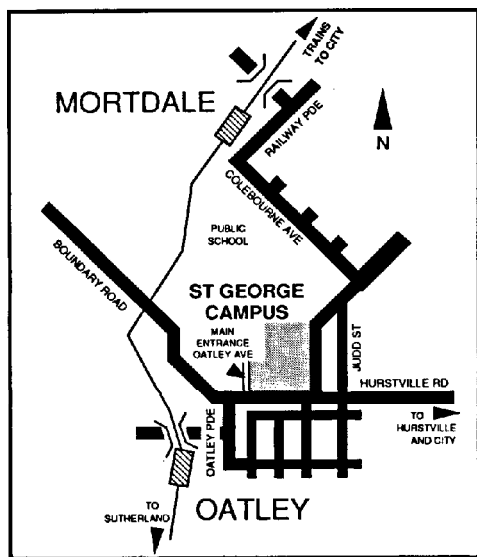 TRAINS
TO CITY
MORTDALE
RAILWAY PDE
N
COLEBOURNE AVE
PUBLIC
SCHOOL
BOUNDARY ROAD
ST GEORGE
CAMPUS
MAIN
ENTRANCE
OATLEY AVE
JUDD ST
HURSTVILLE RD
OATLEY PDE
TO
HURSTVILLE
AND CITY
TO
SUTHERLAND
OATLEY